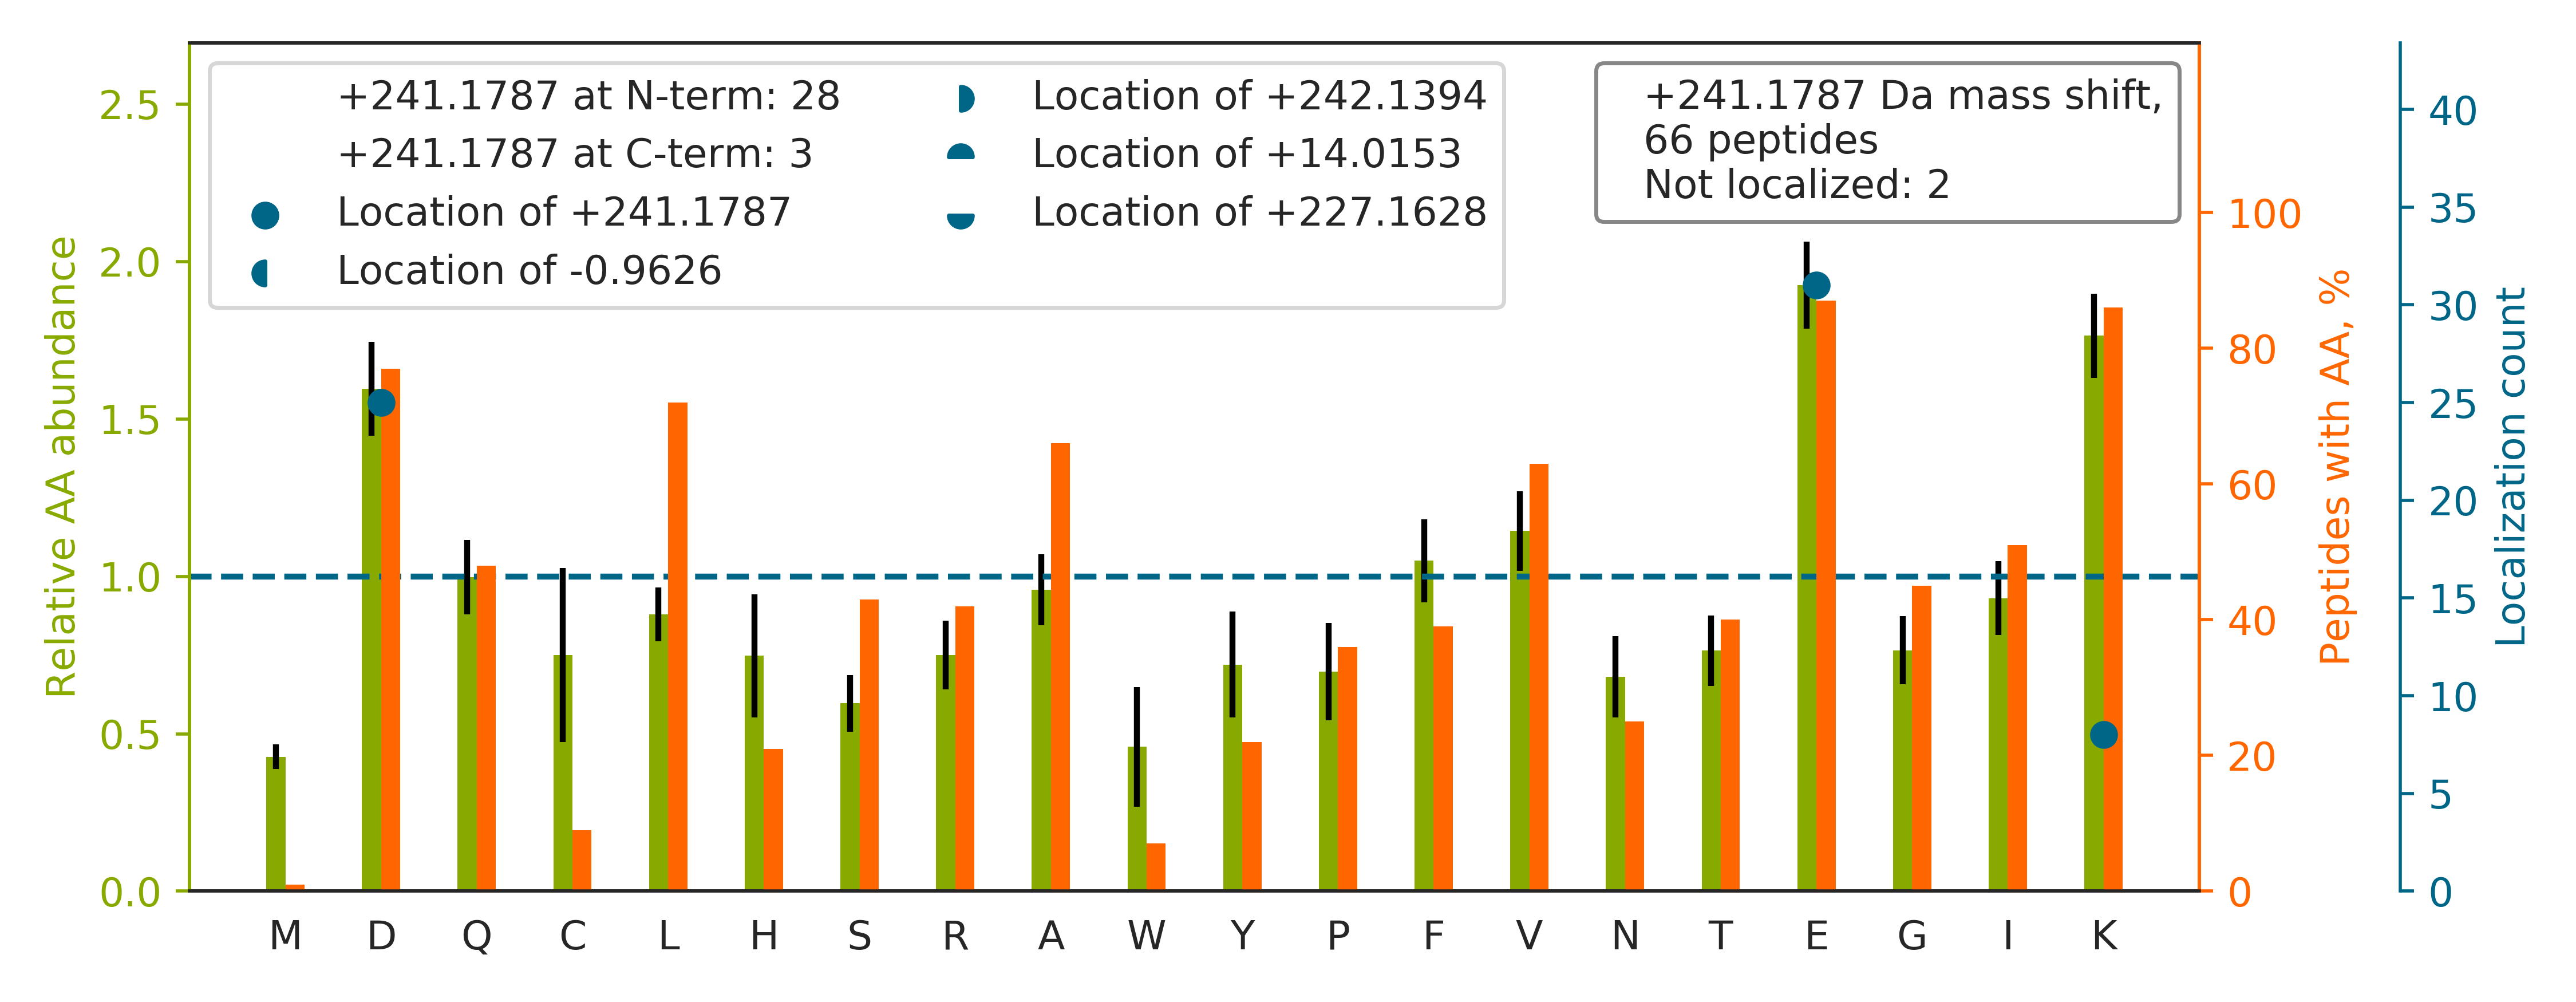 +241.1787 at N-term: 28
+241.1787 at C-term: 3
Location of +241.1787
Location of -0.9626
Location of +242.1394
Location of +14.0153
Location of +227.1628
+241.1787 Da mass shift,
66 peptides
Not localized: 2
Relative AA abundance
2.5
2.0
1.5
1.0
0.5
0.0
M D Q C L H S R A W Y P F V N T E G I K
100
80
60
40
20
0
Peptides with AA, %
40
35
30
25
20
15
10
5
0
Localization count